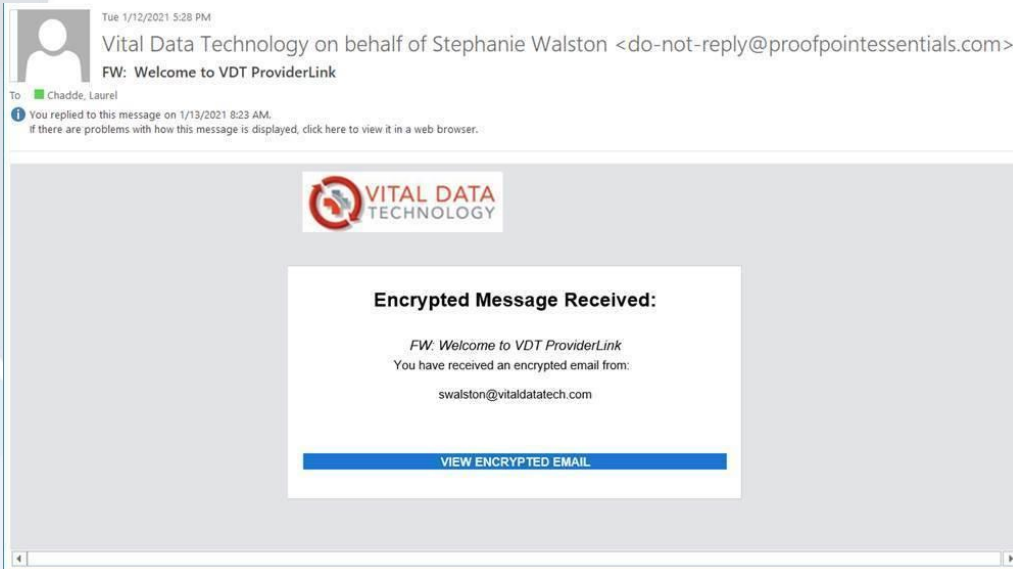 Tue 1/12/2021 5:28 PM
Vital Data Technology on behalf of Stephanie Walston <do-not-reply@proofpointessentials.com>
FW: Welcome to VDT ProviderLink
To Chadde, Laurel
You replied to this message on 1/13/2021 8:23 AM.
If there are problems with how this message is displayed, click here to view it in a web browser.
VITAL DATA
TECHNOLOGY
Encrypted Message Received:
FW: Welcome to VDT ProviderLink
You have received an encrypted email from:
swalston@vitaldatatech.com
VIEW ENCRYPTED EMAIL